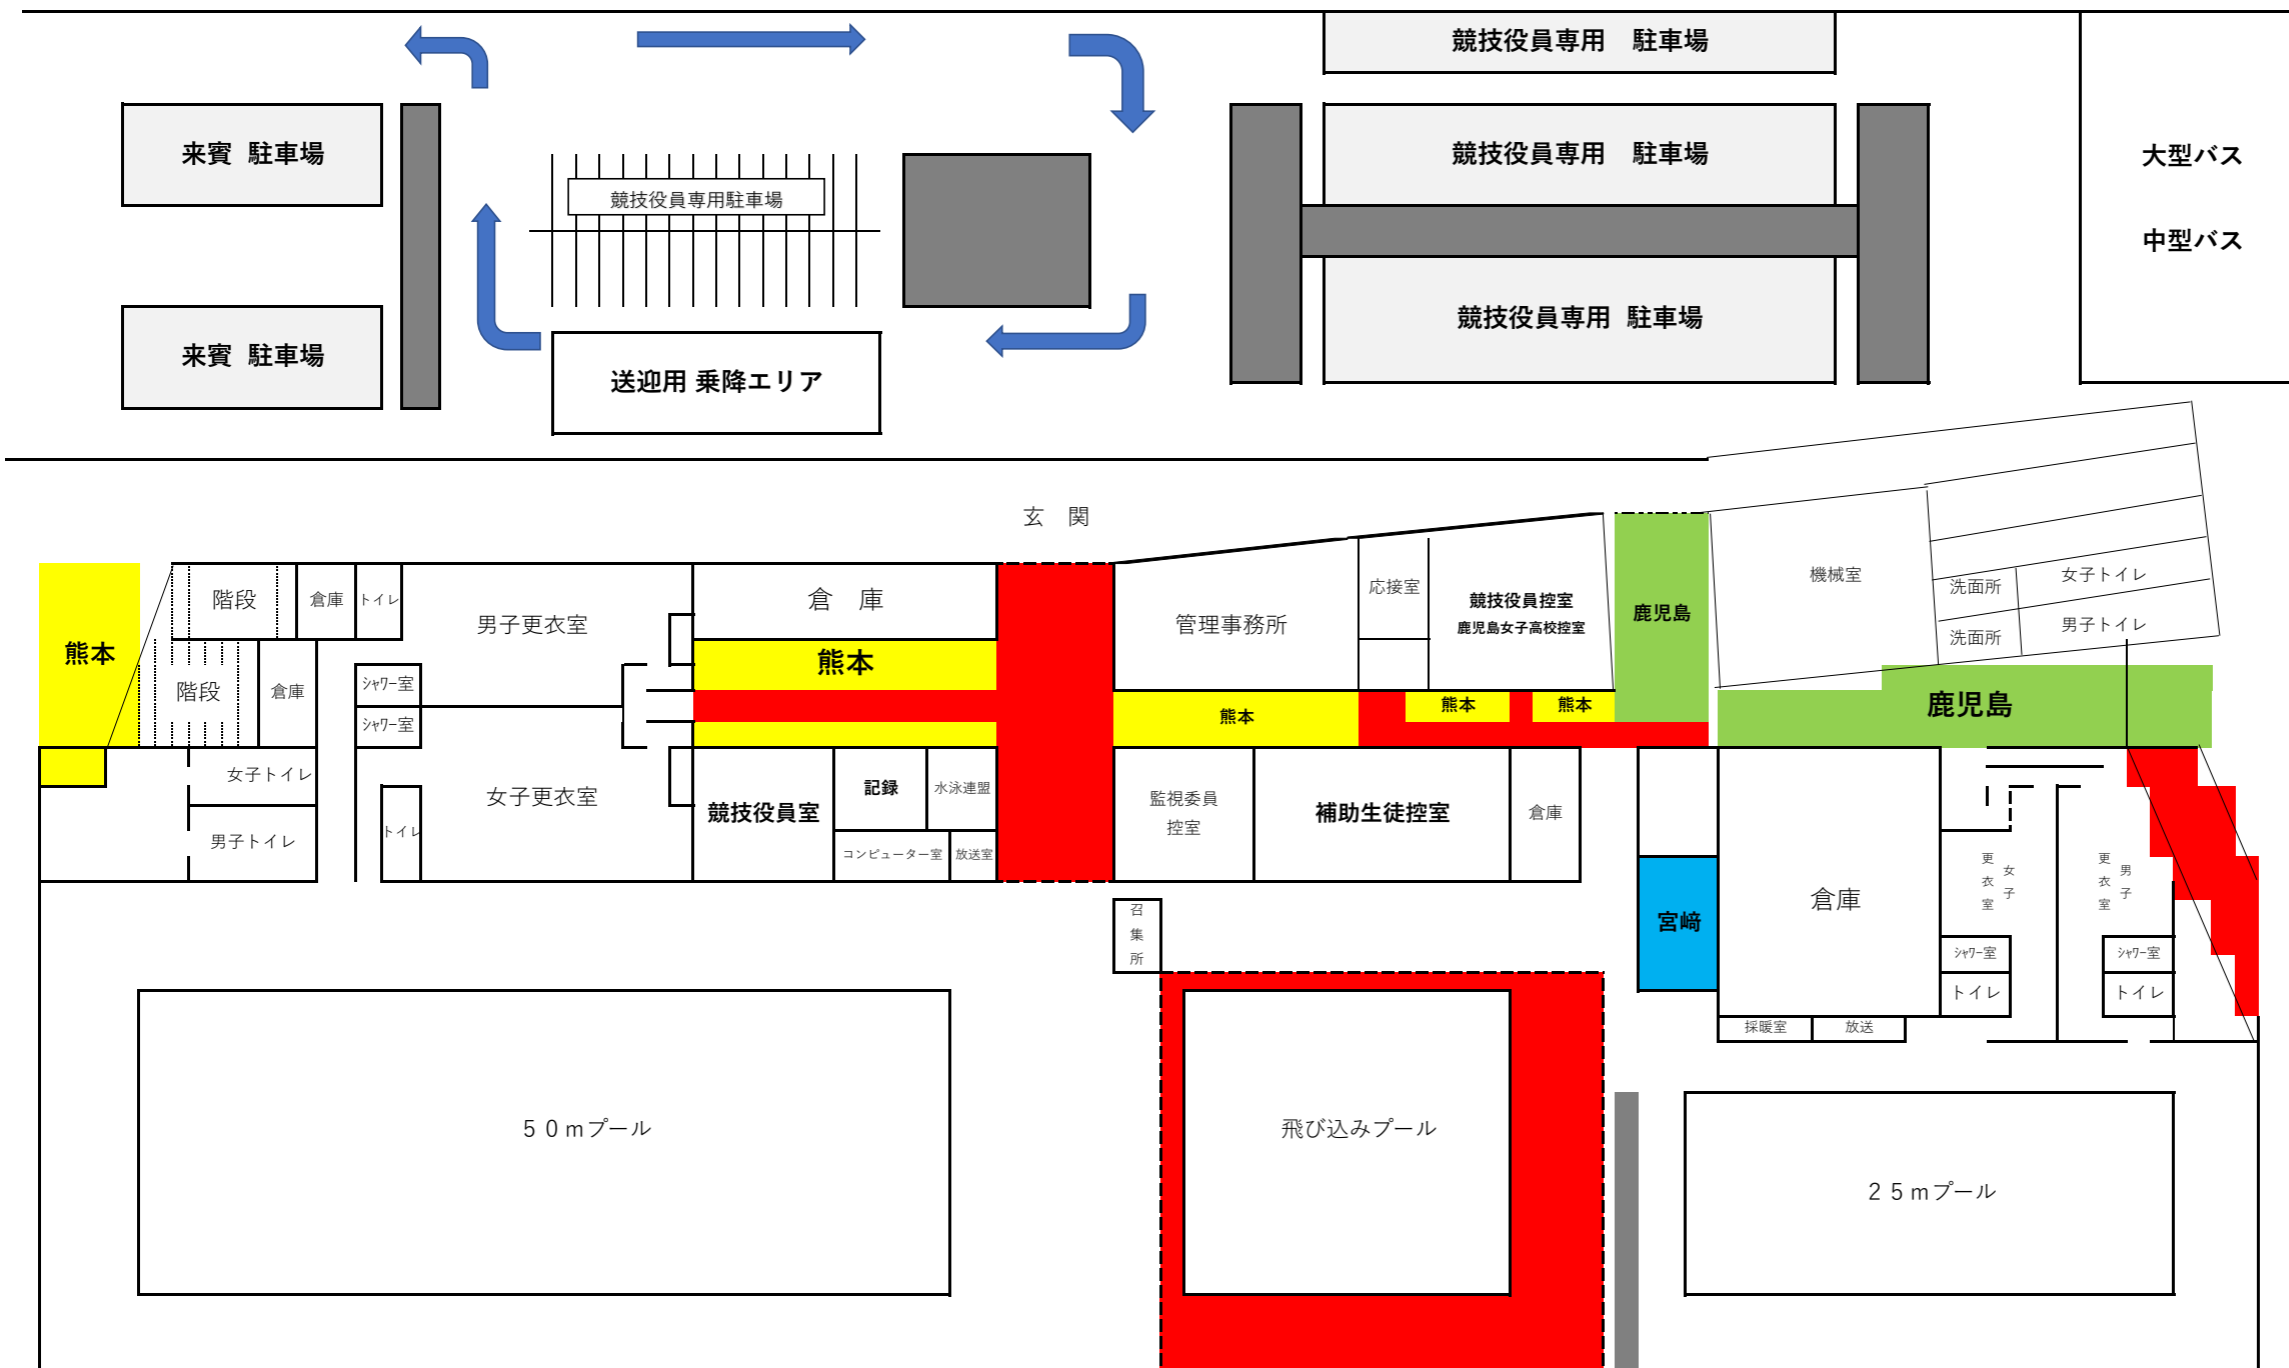 競技役員専用　駐車場
来賓 駐車場
競技役員専用　駐車場
大型バス
競技役員専用駐車場
中型バス
競技役員専用 駐車場
来賓 駐車場
送迎用 乗降エリア
玄　関
階段
倉庫
トイレ
男子更衣室
倉　庫
管理事務所
応接室
競技役員控室
鹿児島女子高校控室
鹿児島
機械室
洗面所
女子トイレ
洗面所
男子トイレ
熊本
階段
倉庫
シャワー室
シャワー室
熊本
熊本
熊本
熊本
鹿児島
女子トイレ
男子トイレ
トイレ
女子更衣室
競技役員室
記録
水泳連盟
コンピューター室
放送室
監視委員
控室
補助生徒控室
倉庫
宮﨑
倉庫
女子
更衣室
男子
更衣室
シャワー室
トイレ
シャワー室
トイレ
採暖室
放送
召集所
５０ｍプール
飛び込みプール
２５ｍプール